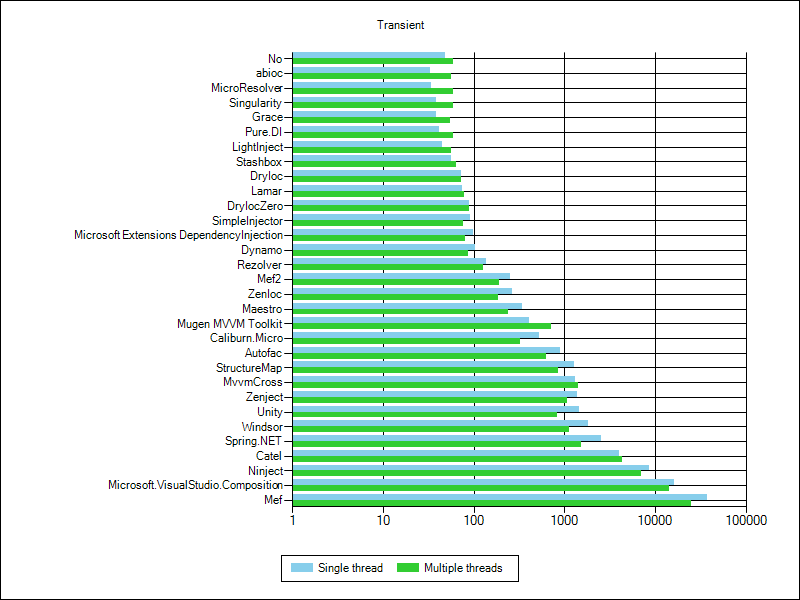 Transient
No
abioc
MicroResolver
Singularity
Grace
Pure.DI
LightInject
Stashbox
DryIoc
Lamar
DryIocZero
SimpleInjector
Microsoft Extensions DependencyInjection
Dynamo
Rezolver
Mef2
ZenIoc
Maestro
Mugen MVVM Toolkit
Caliburn.Micro
Autofac
StructureMap
MvvmCross
Zenject
Unity
Windsor
Spring.NET
Catel
Ninject
Microsoft.VisualStudio.Composition
Mef
1 10 100 1000 10000 100000
Single thread Multiple threads